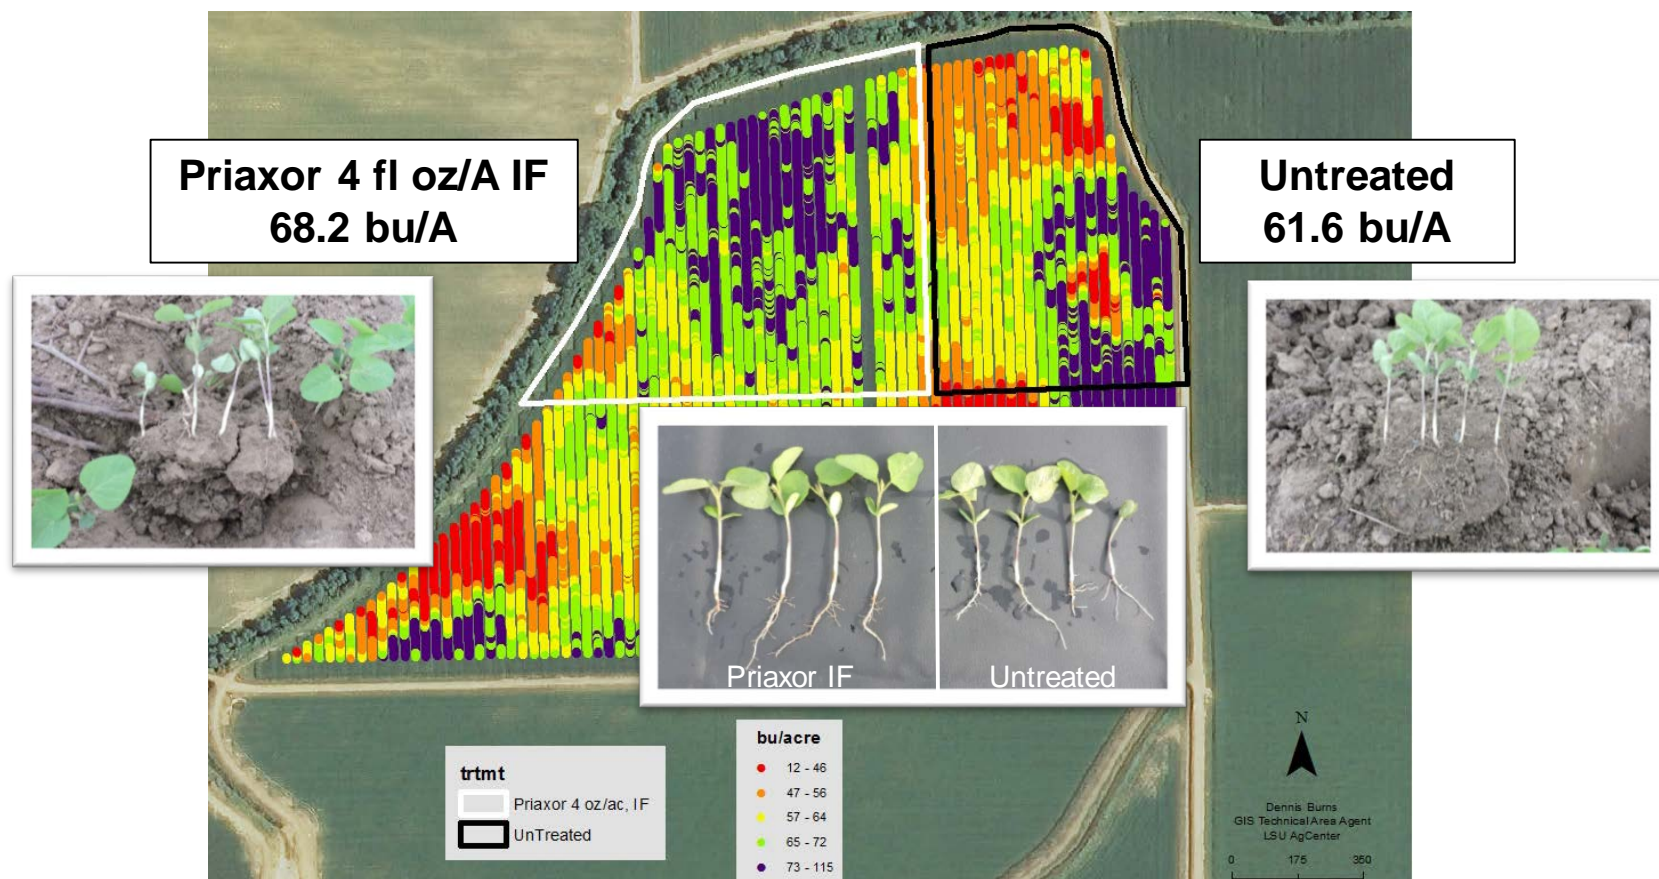 Priaxor 4 fl oz/A IF
68.2 bu/A
Untreated
61.6 bu/A
Priaxor IF
Untreated
trtmt
Priaxor 4 oz/ac, IF
UnTreated
bu/acre
12 - 46
47 - 56
57 - 64
65 - 72
73 - 115
N
Dennis Burns
GIS Technical Area Agent
LSU AgCenter
0 175 350